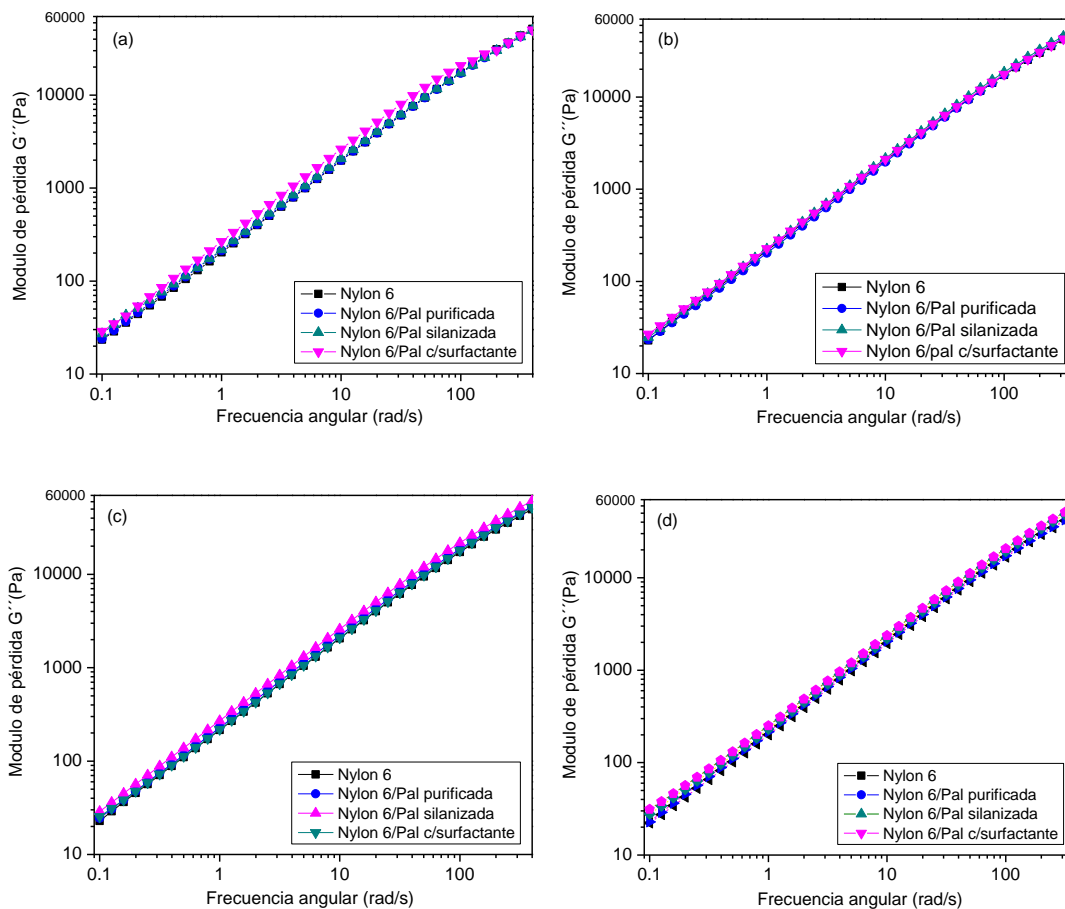 (a)
60000
10000
1000
100
10
Modulo de pérdida G´´(Pa)
Nylon 6
Nylon 6/Pal purificada
Nylon 6/Pal silanizada
Nylon 6/Pal c/surfactante
0.1 1 10 100
Frecuencia angular (rad/s)
(b)
60000
10000
1000
100
10
Modulo de pérdida G´´(Pa)
Nylon 6
Nylon 6/Pal purificada
Nylon 6/Pal silanizada
Nylon 6/pal c/surfactante
0.1 1 10 100
Frecuencia angular (rad/s)
(c)
60000
10000
1000
100
10
Modulo de pérdida G´´(Pa)
Nylon 6
Nylon 6/Pal purificada
Nylon 6/Pal silanizada
Nylon 6/Pal c/surfactante
0.1 1 10 100
Frecuencia angular (rad/s)
(d)
60000
10000
1000
100
10
Modulo de pérdida G´´(Pa)
Nylon 6
Nylon 6/Pal purificada
Nylon 6/Pal silanizada
Nylon 6/Pal c/surfactante
0.1 1 10 100
Frecuencia angular (rad/s)